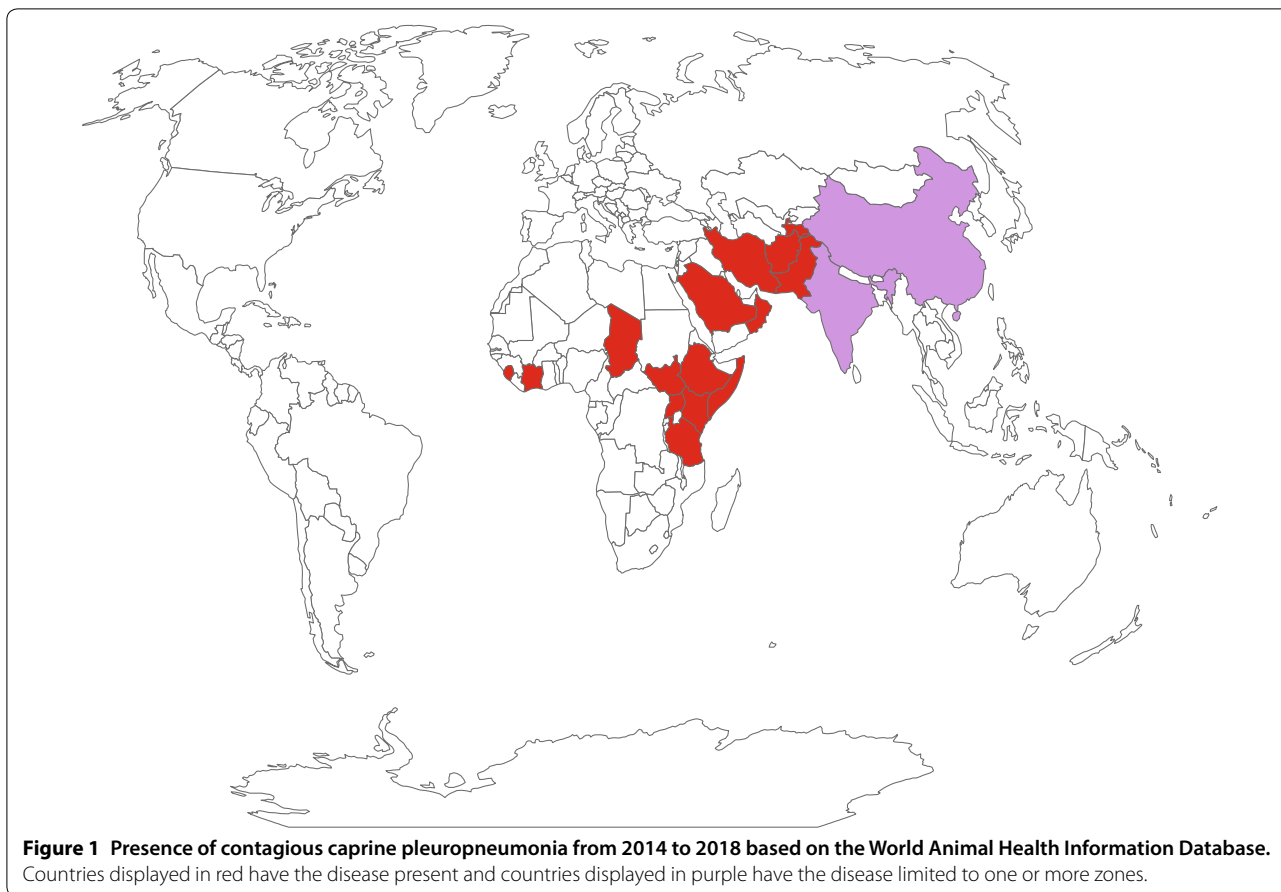 Figure 1 Presence of contagious caprine pleuropneumonia from 2014 to 2018 based on the World Animal Health Information Database.
Countries displayed in red have the disease present and countries displayed in purple have the disease limited to one or more zones.